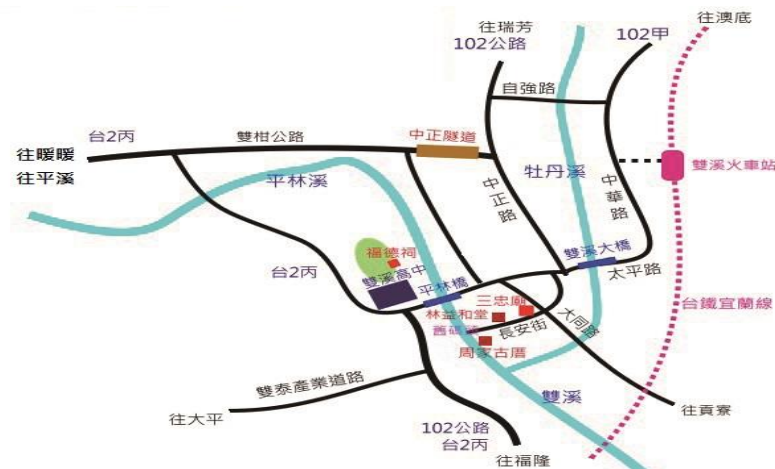 往瑞芳
102公路
往澳底
102甲
自強路
台2丙
雙柑公路
中正隧道
往暖暖
往平溪
平林溪
牡丹溪
中正路
中華路
雙溪火車站
福德祠
雙溪高中
台2丙
平林橋
雙溪大橋
太平路
三忠廟
林益和堂
大同路
台鐵宜蘭線
長安街
周家古厝
雙泰產業道路
雙溪
往大平
往貢寮
102公路
台2丙
往福隆